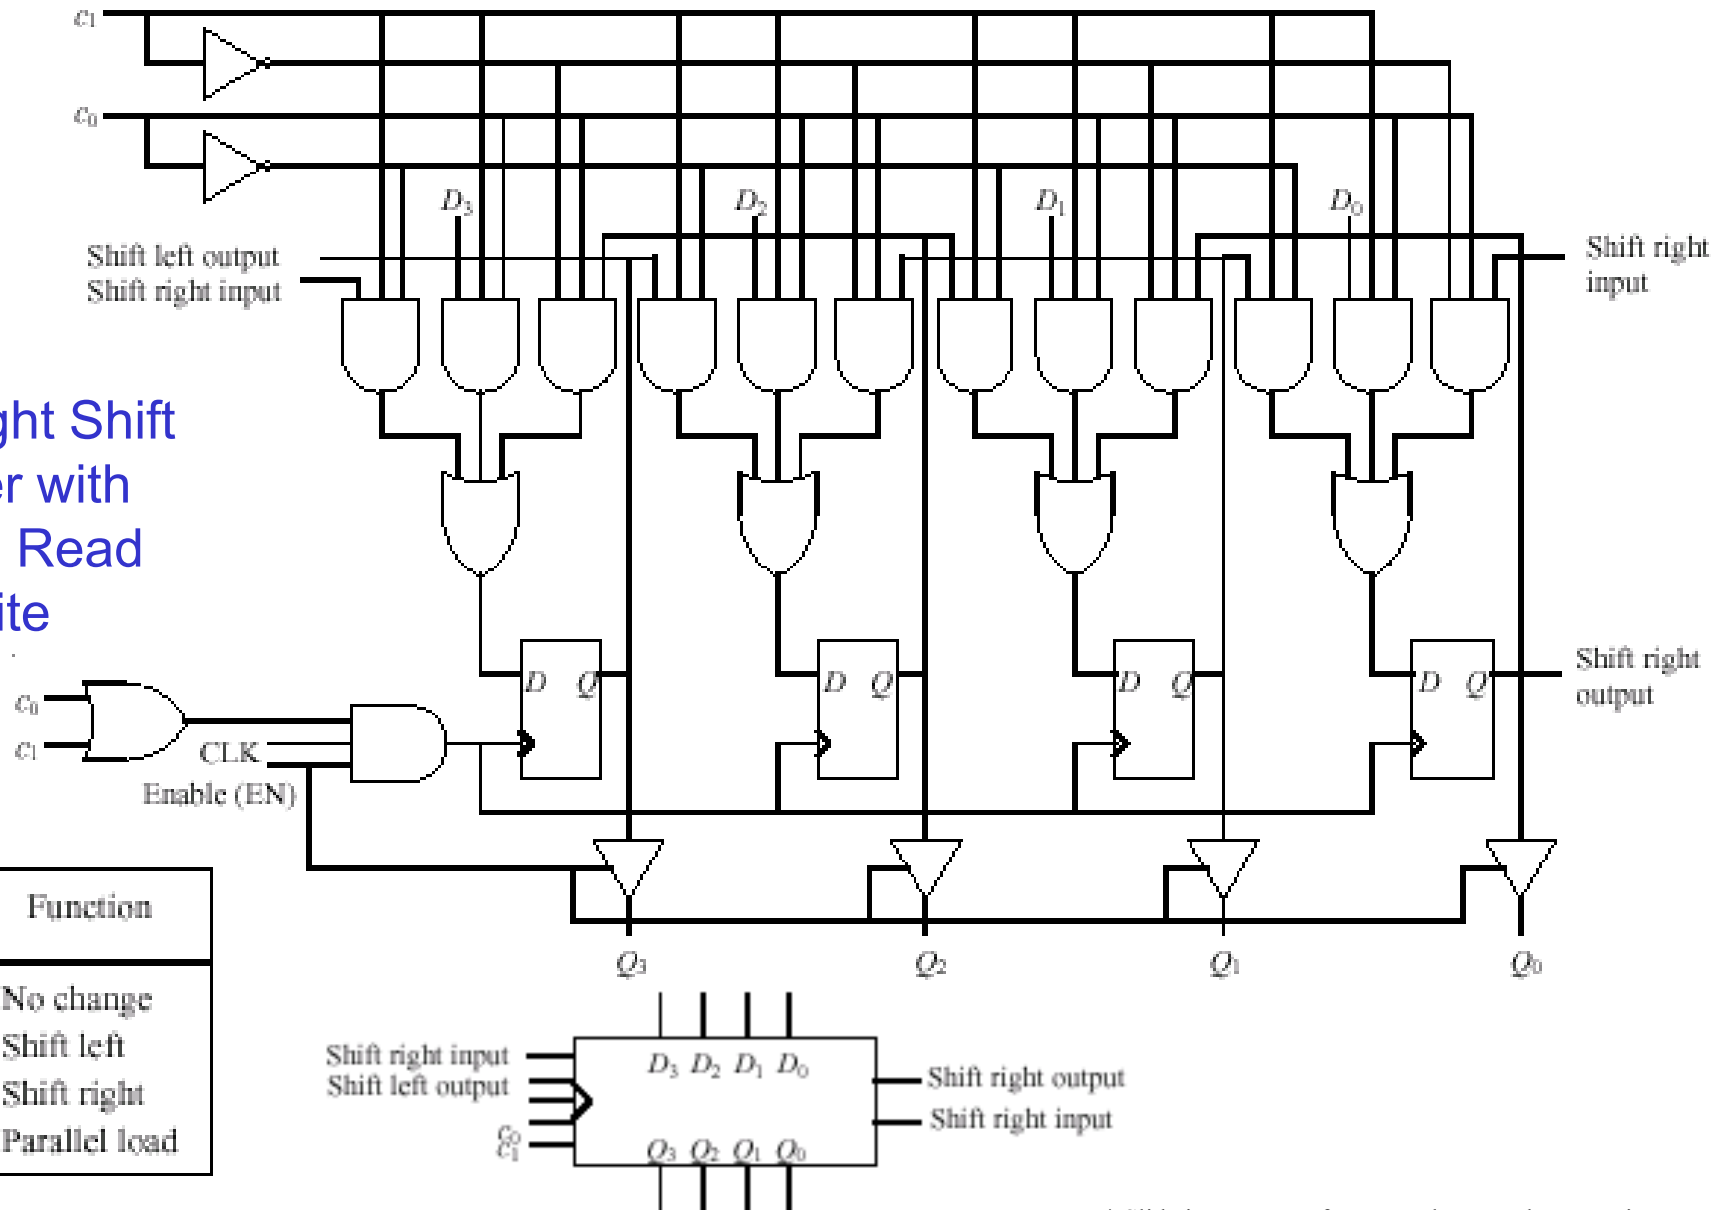 c1
c0
D3
D2
D1
D0
Shift left output
Shift right input
Shift right
input
ght Shift
er with
Read
ite
D Q
D Q
D Q
D Q
Shift right
output
c0
c1
CLK
Enable (EN)
Q3
Q2
Q1
Q0
Function
No change
Shift left
Shift right
Parallel load
Shift right input
Shift left output
c0
c1
D3 D2 D1 D0
Q3 Q2 Q1 Q0
Shift right output
Shift right input